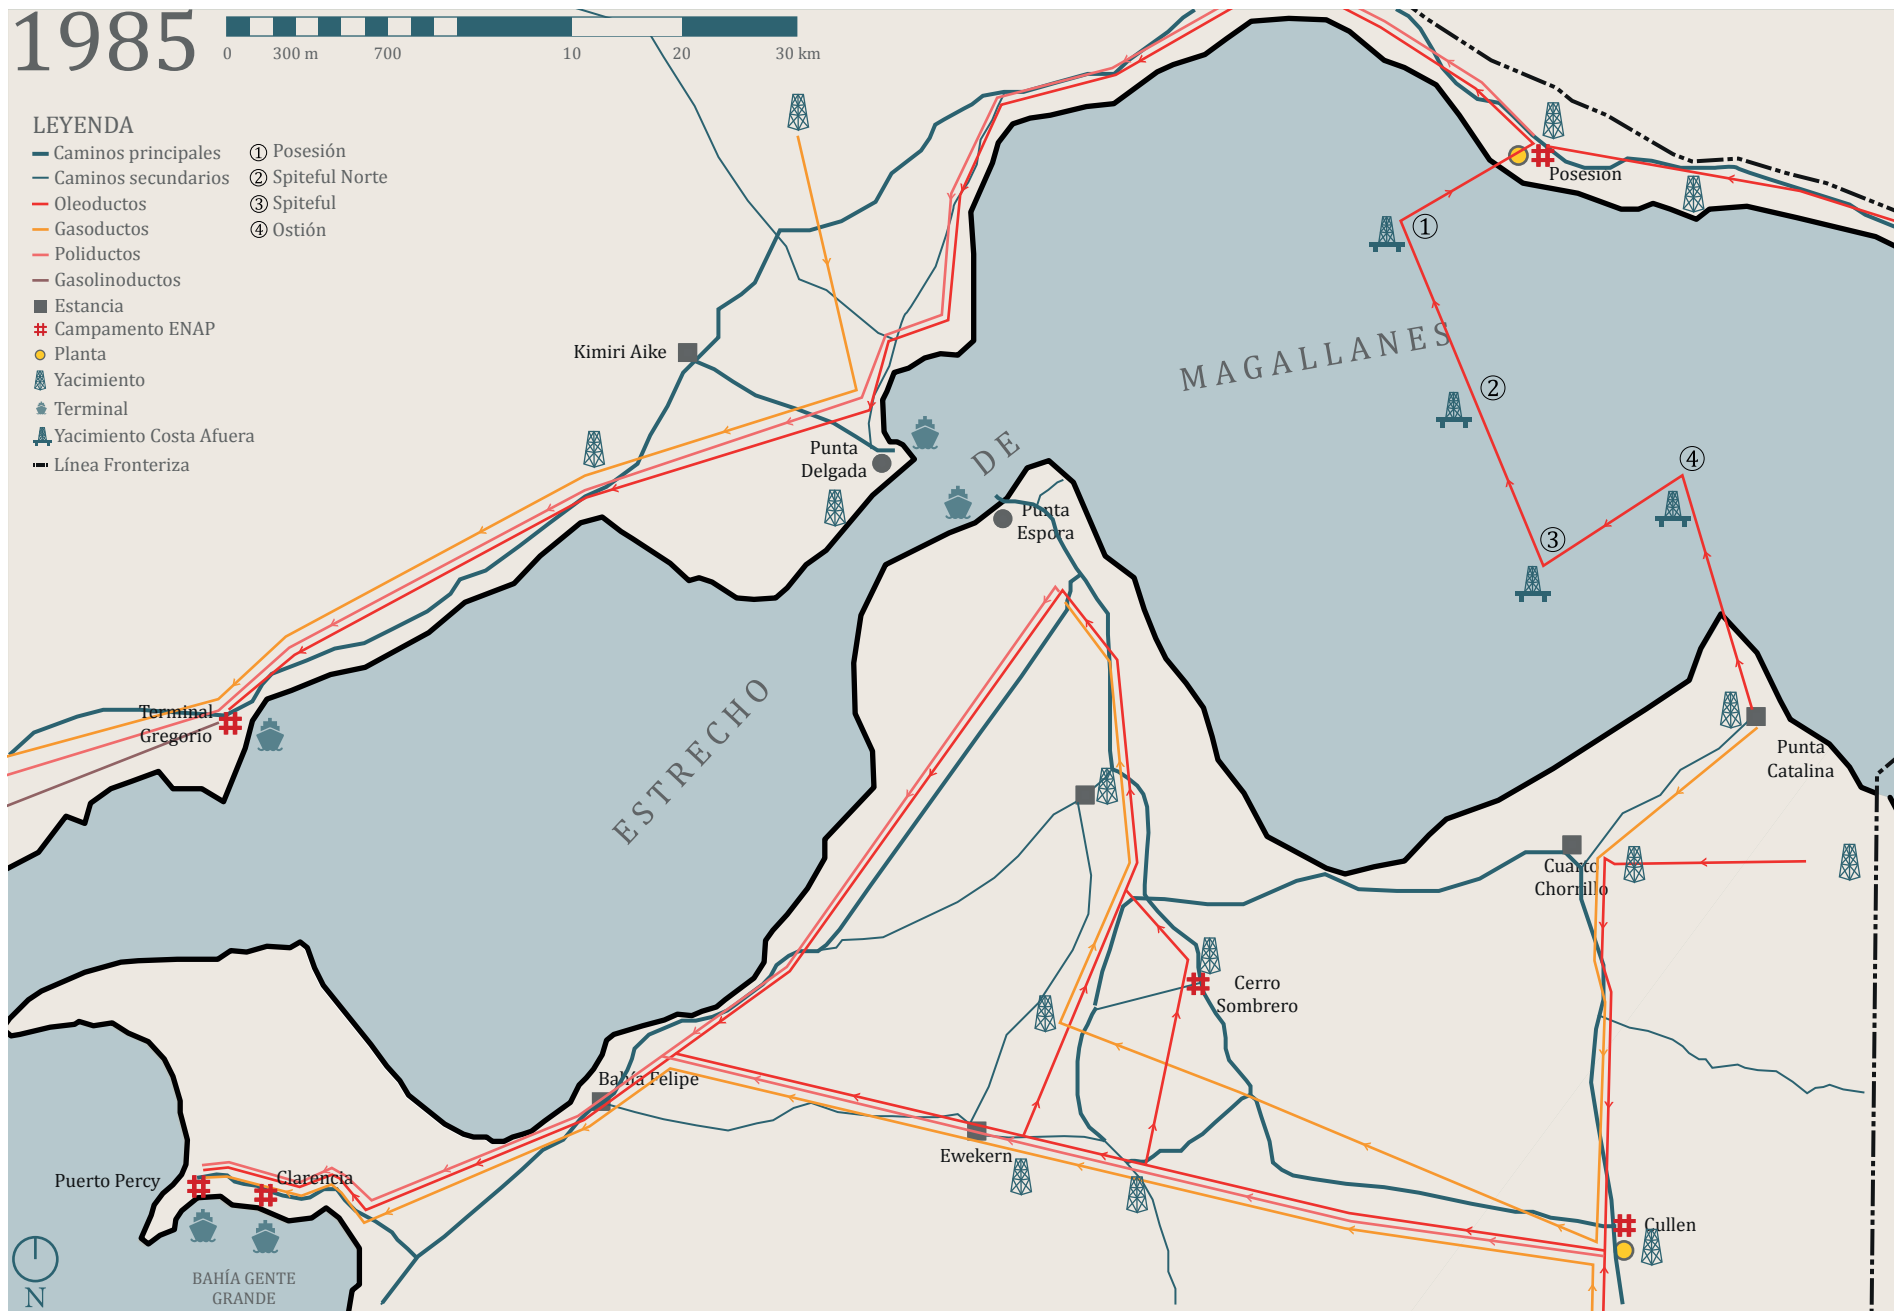 1985
0 300 m 700 10 20 30 km
LEYENDA
Caminos principales
Caminos secundarios
Oleoductos
Gasoductos
Poliductos
Gasolinoductos
Estancia
Campamento ENAP
Planta
Yacimiento
Terminal
Yacimiento Costa Afuera
Línea Fronteriza
1 Posesión
2 Spiteful Norte
3 Spiteful
4 Ostión
Posesión
1
MAGALLANES
Kimiri Aike
2
Punta
Delgada
DE
4
Punta
Espora
3
Terminal
Gregorio
ESTRECHO
Punta
Catalina
Cuarto
Chorrillo
Cerro
Sombrero
Bahía Felipe
Ewekern
Puerto Percy
Clarencia
Cullen
BAHÍA GENTE
GRANDE
N